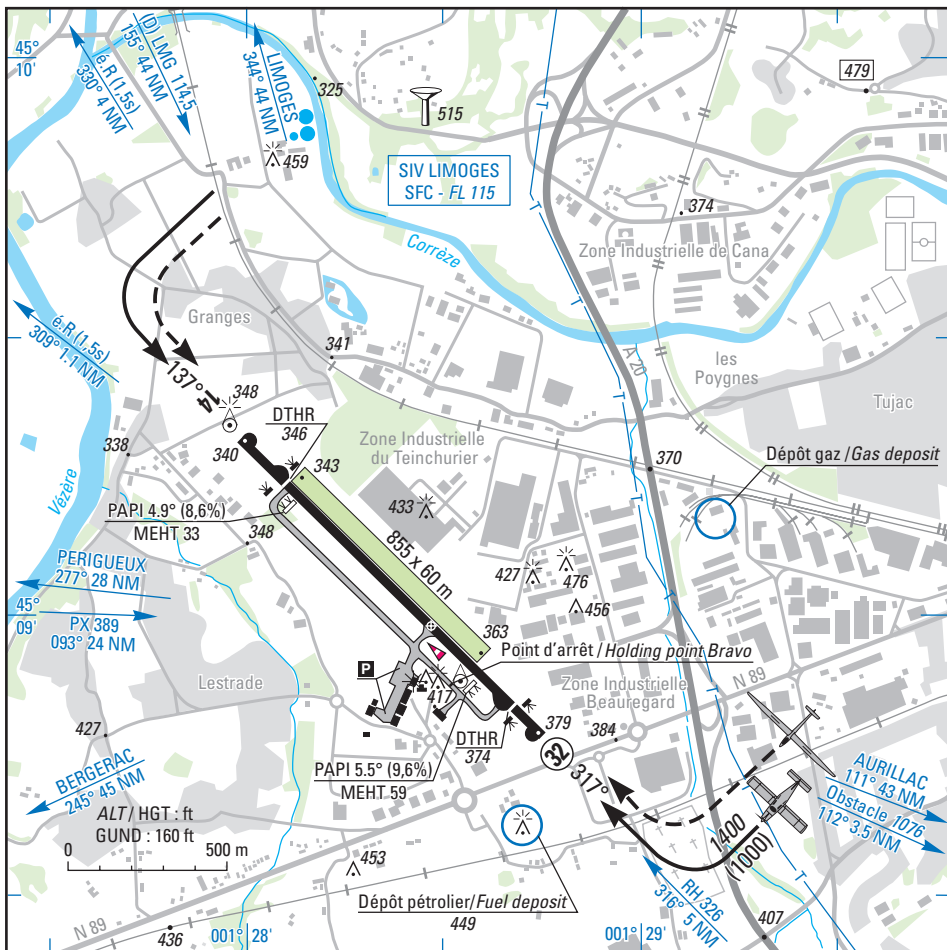 45°
10'
é.R (1.5s)
330° 4 NM
(D) LMG 114,5
155° 44 NM
LIMOGES
344° 44 NM
325
515
479
459
SIV LIMOGES
SFC - FL 115
374
Zone Industrielle de Cana
Corrèze
Granges
341
A 20
les
Poygnes
Tujac
é.R (1,5s)
309° 1.1 NM
137°
14
348
DTHR
346
340
343
338
Zone Industrielle
du Teinchurier
370
Dépôt gaz / Gas deposit
Vézère
PAPI 4.9° (8,6%)
MEHT 33
348
433
855 x 60 m
427
476
456
PERIGUEUX
277° 28 NM
45°
09'
PX 389
093° 24 NM
363
Point d'arrêt / Holding point Bravo
P
Lestrade
417
Zone Industrielle
Beauregard
N 89
427
379
384
DTHR
374
32
317°
PAPI 5.5° (9,6%)
MEHT 59
BERGERAC
245° 45 NM
AURILLAC
111° 43 NM
Obstacle 1076
112° 3.5 NM
ALT / HGT : ft
GUND : 160 ft
0 500 m
1400
(1000)
453
Dépôt pétrolier/Fuel deposit
449
RH 326
316° 5 NM
N 89
436
001° 28'
001° 29'
407
T
T
T
T
T
T
T
T
T
T